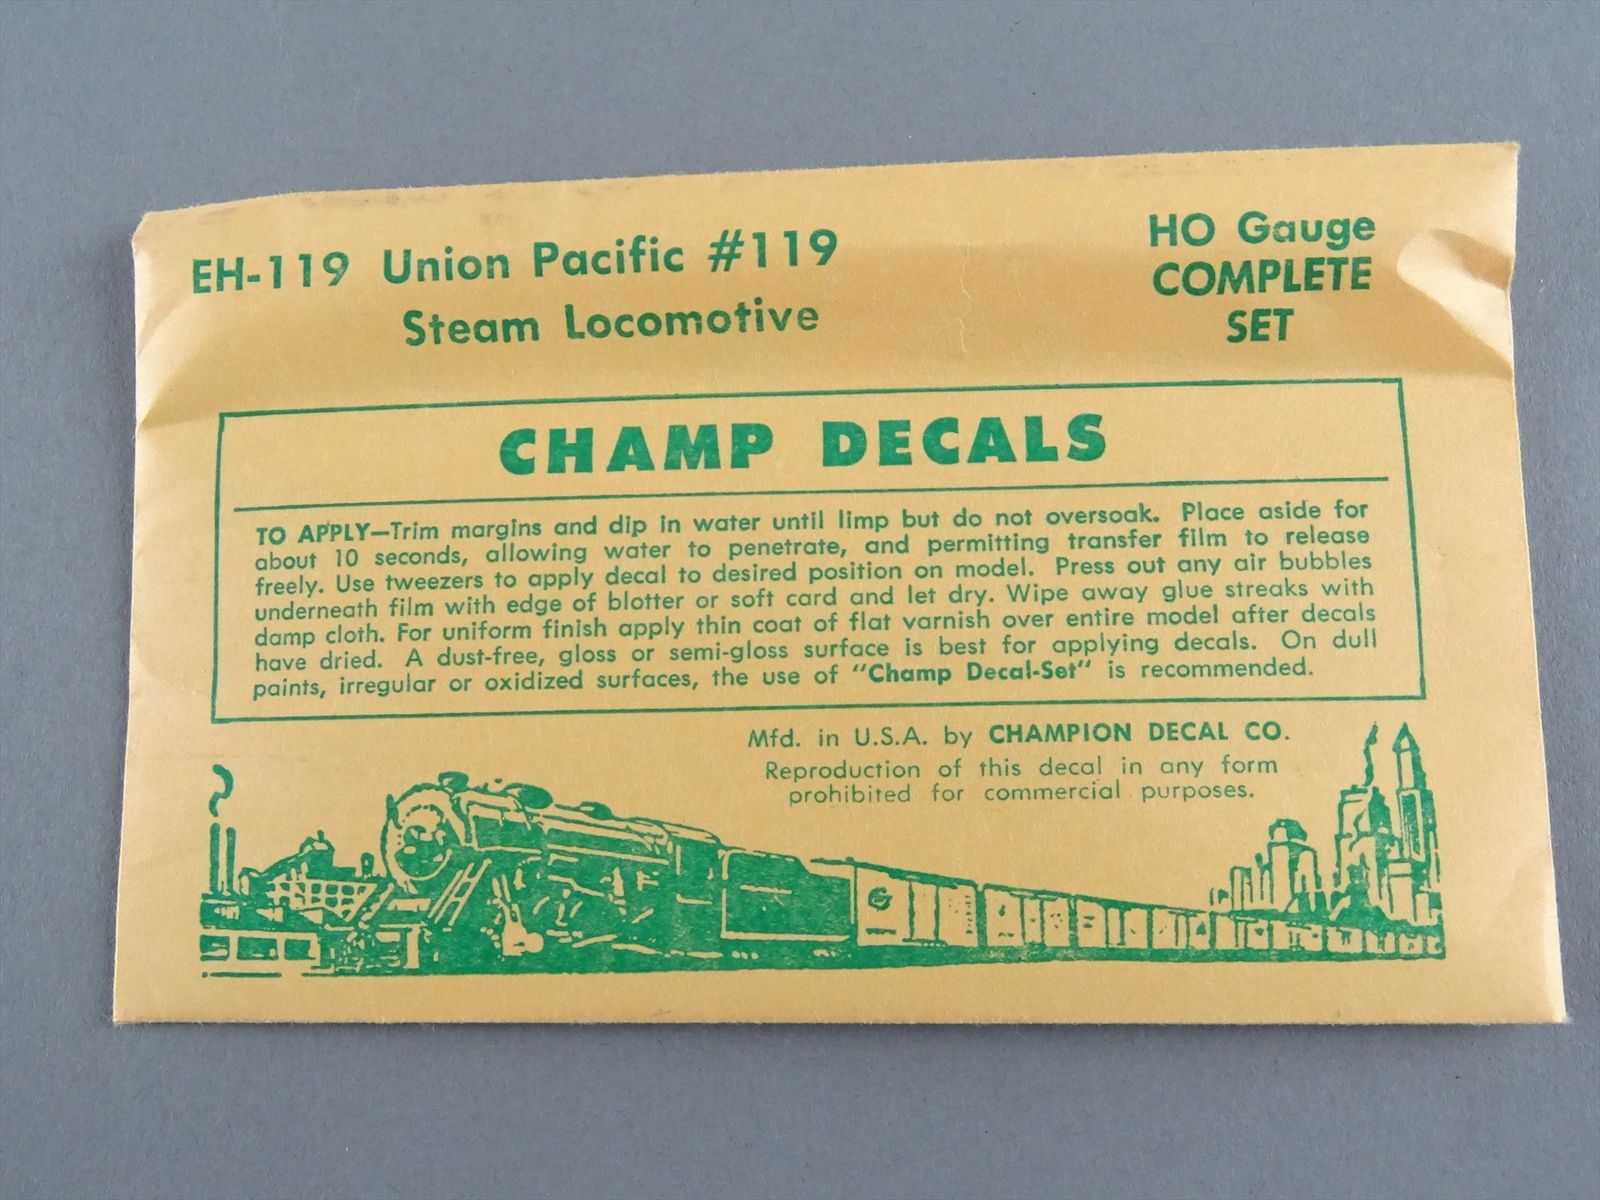 EH-119 Union Pacific #119
Steam Locomotive
HO Gauge
COMPLETE
SET
CHAMP DECALS
TO APPLY—Trim margins and dip in water until limp but do not oversoak. Place aside for
about 10 seconds, allowing water to penetrate, and permitting transfer film to release
freely. Use tweezers to apply decal to desired position on model. Press out any air bubbles
underneath film with edge of blotter or soft card and let dry. Wipe away glue streaks with
damp cloth. For uniform finish apply thin coat of flat varnish over entire model after decals
have dried. A dust-free, gloss or semi-gloss surface is best for applying decals. On dull
paints, irregular or oxidized surfaces, the use of "Champ Decal-Set" is recommended.
Mfd. in U.S.A. by CHAMPION DECAL CO.
Reproduction of this decal in any form
prohibited for commercial purposes.